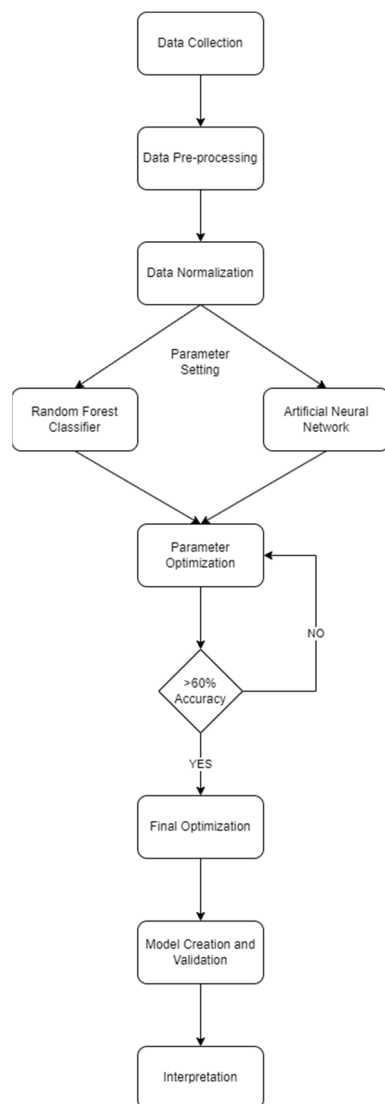 Data Collection
Data Pre-processing
Data Normalization
Parameter
Setting
Random Forest
Classifier
Artificial Neural
Network
Parameter
Optimization
NO
>60%
Accuracy
YES
Final Optimization
Model Creation and
Validation
Interpretation